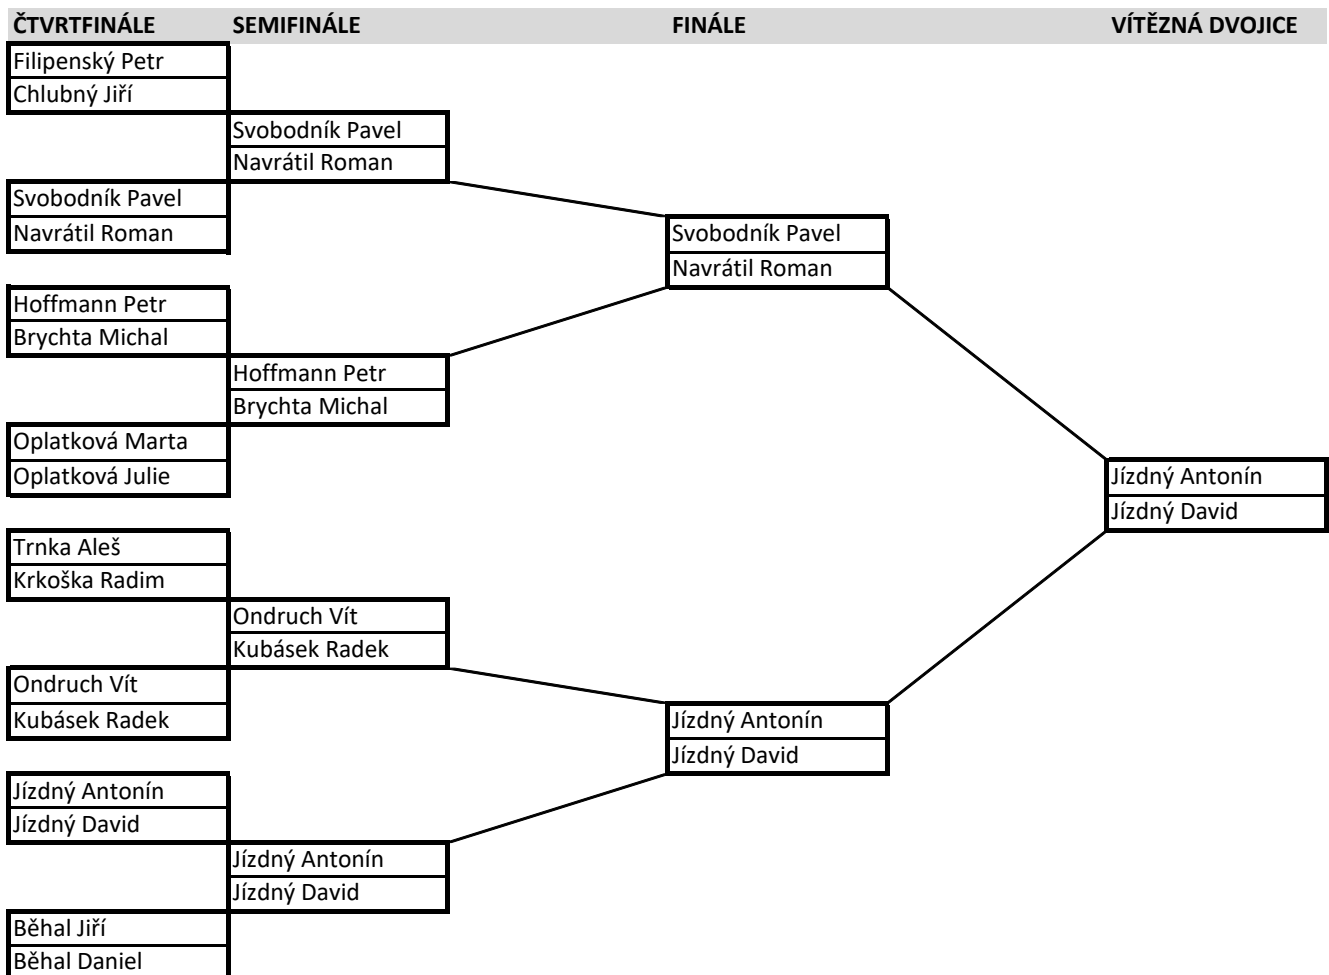 ČTVRTFINÁLE SEMIFINÁLE FINÁLE VÍTĚZNÁ DVOJICE
Filipenský Petr
Chlubný Jiří
Svobodník Pavel
Navrátil Roman
Svobodník Pavel
Navrátil Roman
Svobodník Pavel
Navrátil Roman
Hoffmann Petr
Brychta Michal
Hoffmann Petr
Brychta Michal
Oplatková Marta
Oplatková Julie
Jízdný Antonín
Jízdný David
Trnka Aleš
Krkoška Radim
Ondruch Vít
Kubásek Radek
Ondruch Vít
Kubásek Radek
Jízdný Antonín
Jízdný David
Jízdný Antonín
Jízdný David
Jízdný Antonín
Jízdný David
Běhal Jiří
Běhal Daniel